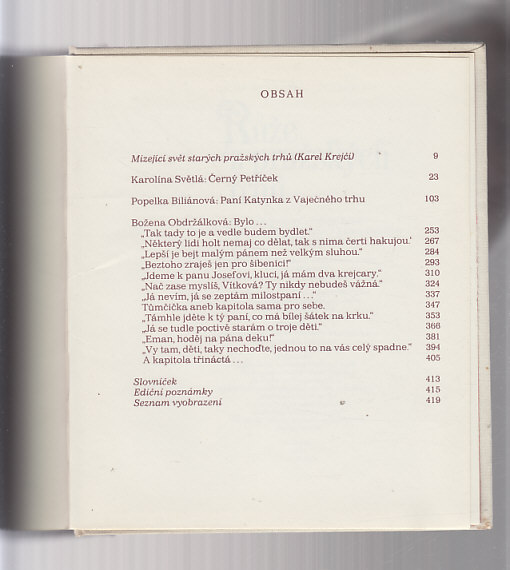 OBSAH
Mizející svět starých pražských trhů (Karel Krejčí) 9
Karolína Světlá: Černý Petříček 23
Popelka Biliánová: Paní Katynka z Vaječného trhu 103
Božena Obdržálková: Bylo...
„Tak tady to je a vedle budem bydlet.“ 253
„Některý lidi holt nemaj co dělat, tak s nima čerti hakujou.“ 267
„Lepší je bejt malým pánem než velkým sluhou.“ 284
„Beztoho zraješ jen pro šibenici!“ 293
„Jdeme k panu Josefovi, kluci, já mám dva krejcary.“ 310
„Nač zase myslíš, Vítková? Ty nikdy nebudeš vážná.“ 324
„Já nevím, já se zeptám milostpaní...“ 337
Tůmčička aneb kapitola sama pro sebe. 347
„Támhle jděte k tý paní, co má bílej šátek na krku.“ 353
„Já se tudle poctivě starám o troje děti.“ 366
„Eman, hoděj na pána deku!“ 381
„Vy tam, děti, taky nechoďte, jednou to na vás celý spadne.“ 394
A kapitola třináctá... 405
Slovníček 413
Ediční poznámky 415
Seznam vyobrazení 419